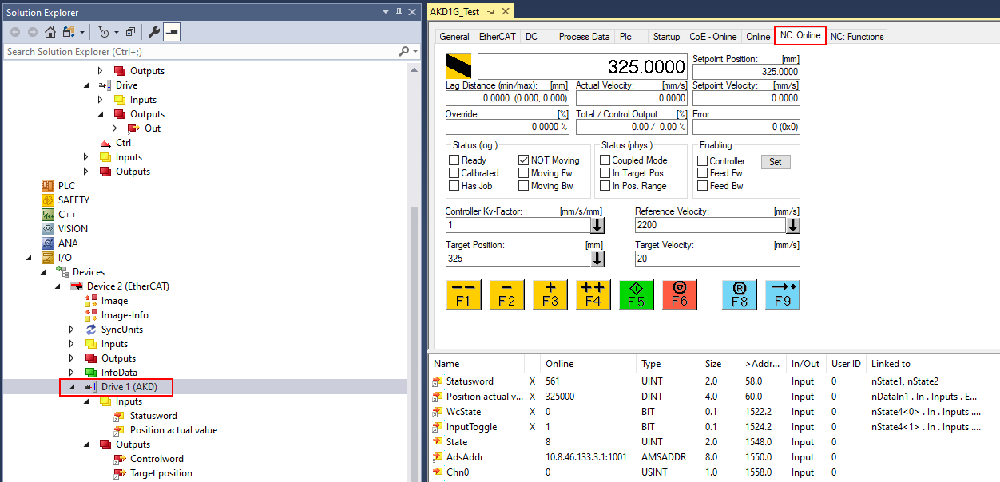 Solution Explorer
Search Solution Explorer (Ctrl+;)
Outputs
Drive
Inputs
Outputs
Out
Ctrl
Inputs
Outputs
PLC
SAFETY
C++
VISION
ANA
I/O
Devices
Device 2 (EtherCAT)
Image
Image-Info
SyncUnits
Inputs
Outputs
InfoData
Drive 1 (AKD)
Inputs
Statusword
Position actual value
Outputs
Controlword
Target position
AKD1G_Test
General EtherCAT DC Process Data Plc Startup CoE - Online Online NC: Online NC: Functions
325.0000
Setpoint Position: [mm]
325.0000
Lag Distance (min/max): [mm] Actual Velocity: [mm/s] Setpoint Velocity: [mm/s]
0.0000 (0.000, 0.000) 0.0000 0.0000
Override: [%] Total / Control Output: [%] Error:
0.0000 % 0.00 / 0.00 % 0 (0x0)
Status (log.) Status (phys.) Enabling
Ready NOT Moving Coupled Mode Controller Set
Calibrated Moving Fw In Target Pos. Feed Fw
Has Job Moving Bw In Pos. Range Feed Bw
Controller Kv-Factor: [mm/s/mm] Reference Velocity: [mm/s]
1 2200
Target Position: [mm] Target Velocity: [mm/s]
325 20
-- - + ++ R
F1 F2 F3 F4 F5 F6 F8 F9
Name Online Type Size >Addr... In/Out User ID Linked to
Statusword X 561 UINT 2.0 58.0 Input 0 nState1, nState2
Position actual v... X 325000 DINT 4.0 60.0 Input 0 nDataIn1 . In . Inputs . E...
WcState X 0 BIT 0.1 1522.2 Input 0 nState4<0> . In . Inputs ....
InputToggle X 1 BIT 0.1 1524.2 Input 0 nState4<1> . In . Inputs ....
State 8 UINT 2.0 1548.0 Input 0
AdsAddr 10.8.46.133.3.1:1001 AMSADDR 8.0 1550.0 Input 0
Chn0 0 USINT 1.0 1558.0 Input 0